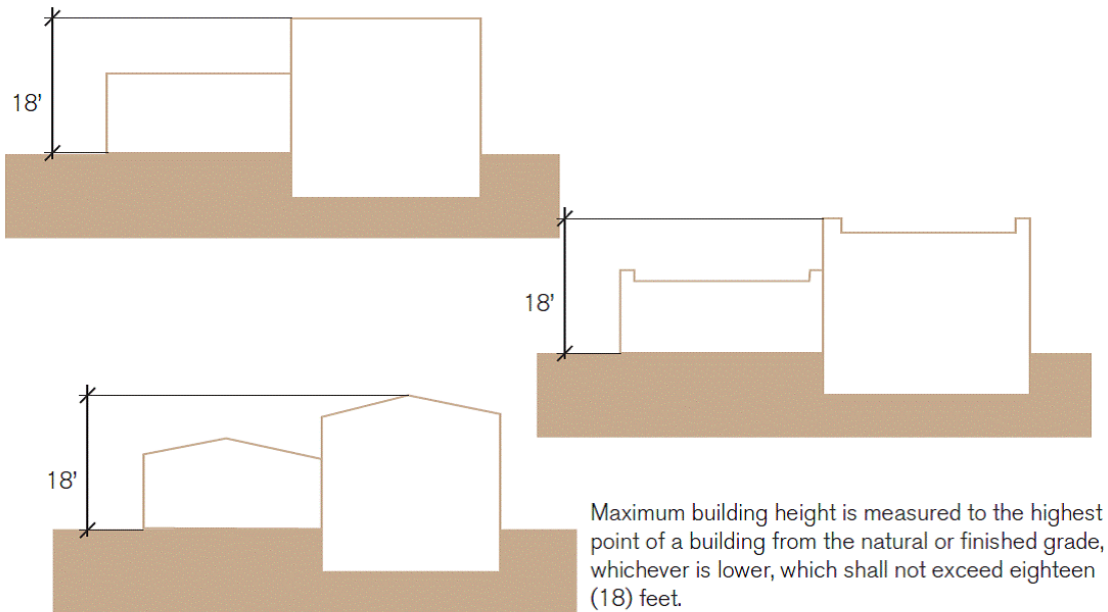 18’
18’
18’
Maximum building height is measured to the highest
point of a building from the natural or finished grade,
whichever is lower, which shall not exceed eighteen
(18) feet.